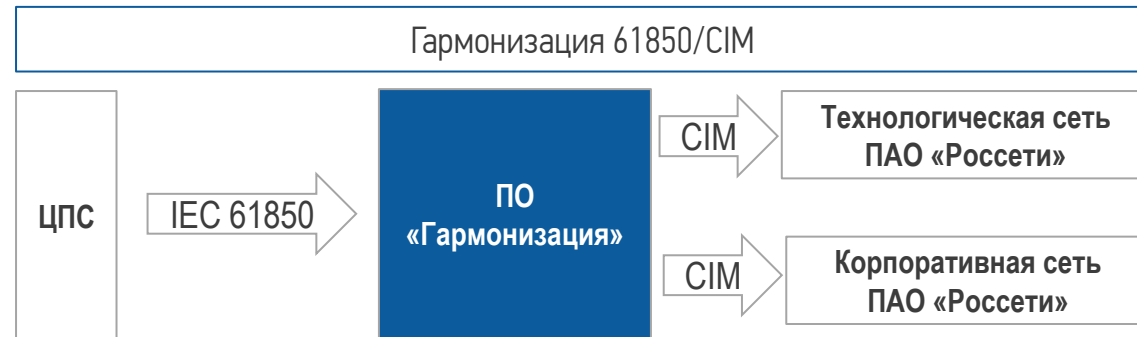 Гармонизация 61850/CIM
ЦПС
IEC 61850
ПО
«Гармонизация»
CIM
Технологическая сеть
ПАО «Россети»
CIM
Корпоративная сеть
ПАО «Россети»